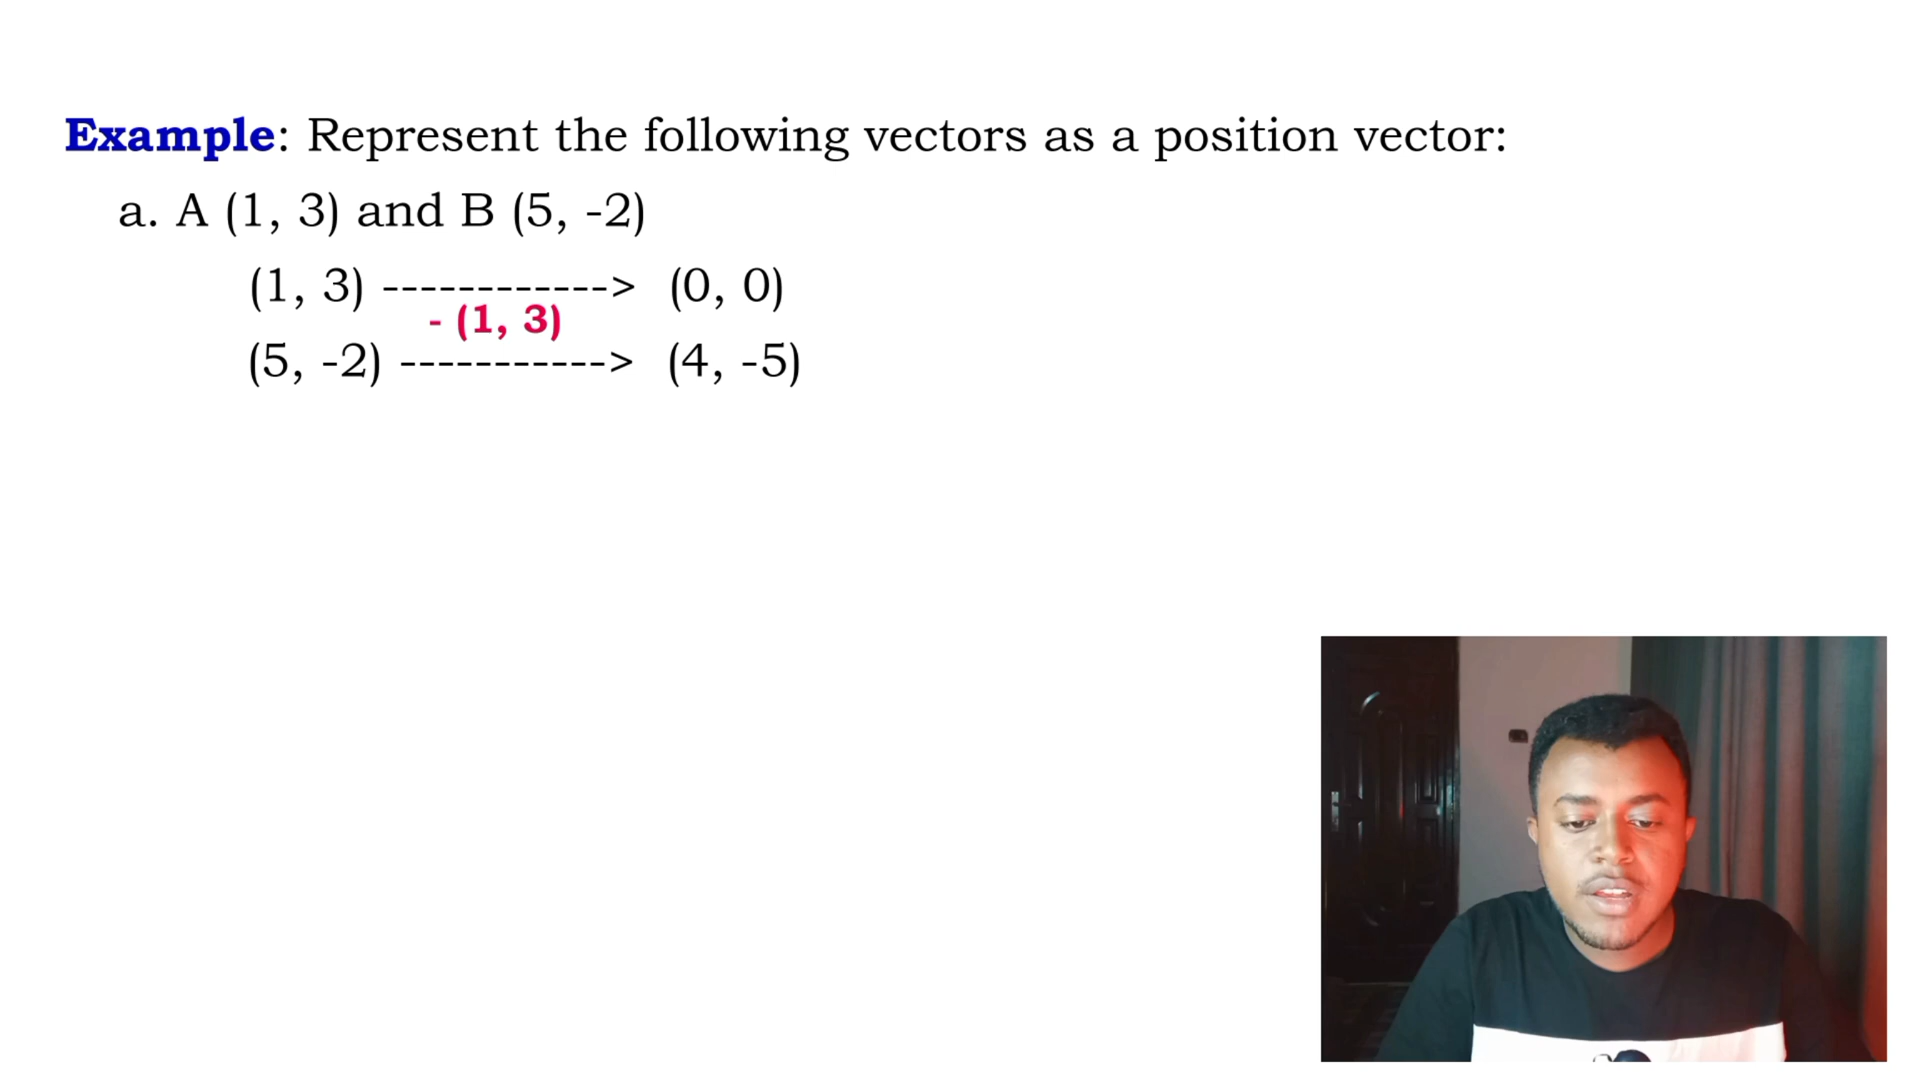 Example: Represent the following vectors as a position vector:
a. A (1, 3) and B (5, -2)
(1, 3) ------------> (0, 0)
- (1, 3)
(5, -2) -----------> (4, -5)